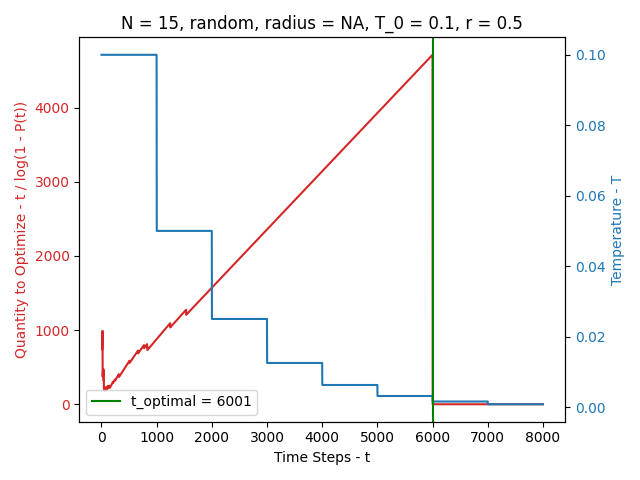 N = 15, random, radius = NA, T_0 = 0.1, r = 0.5
Quantity to Optimize - t / log(1 - P(t))
4000
3000
2000
1000
0
0.10
0.08
0.06
0.04
0.02
0.00
Temperature - T
t_optimal = 6001
0 1000 2000 3000 4000 5000 6000 7000 8000
Time Steps - t